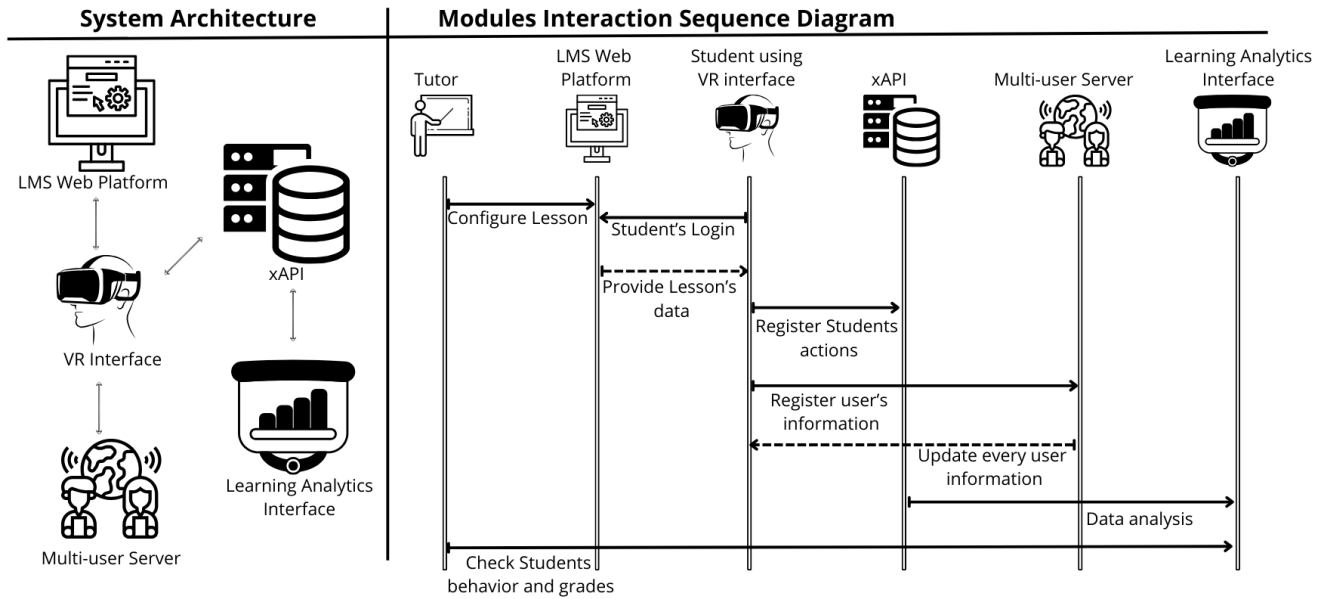 System Architecture
LMS Web Platform
xAPI
VR Interface
Learning Analytics
Interface
Multi-user Server
Modules Interaction Sequence Diagram
Tutor
LMS Web
Platform
Student using
VR interface
xAPI
Multi-user Server
Learning Analytics
Interface
Configure Lesson
Student’s Login
Provide Lesson’s
data
Register Students
actions
Register user’s
information
Update every user
information
Data analysis
Check Students
behavior and grades